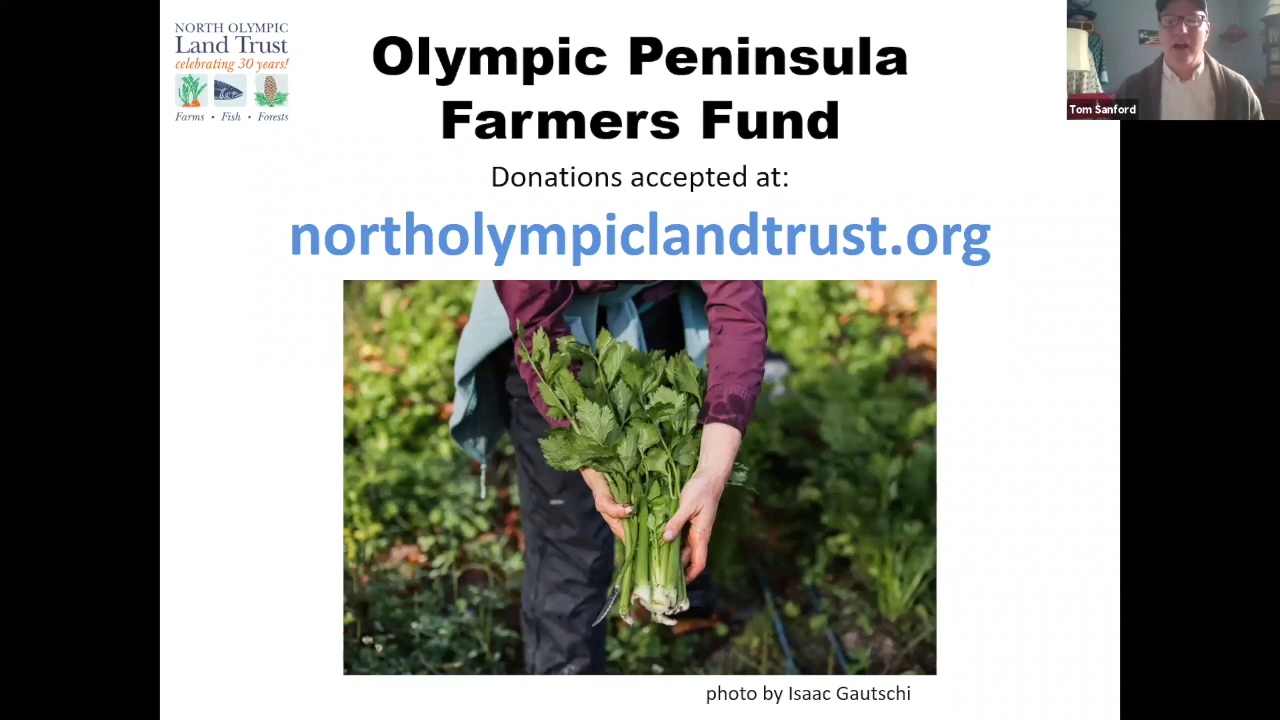 NORTH OLYMPIC
Land Trust
celebrating 30 years!
Farms • Fish • Forests
Olympic Peninsula
Farmers Fund
Donations accepted at:
northolympiclandtrust.org
photo by Isaac Gautschi
Tom Sanford